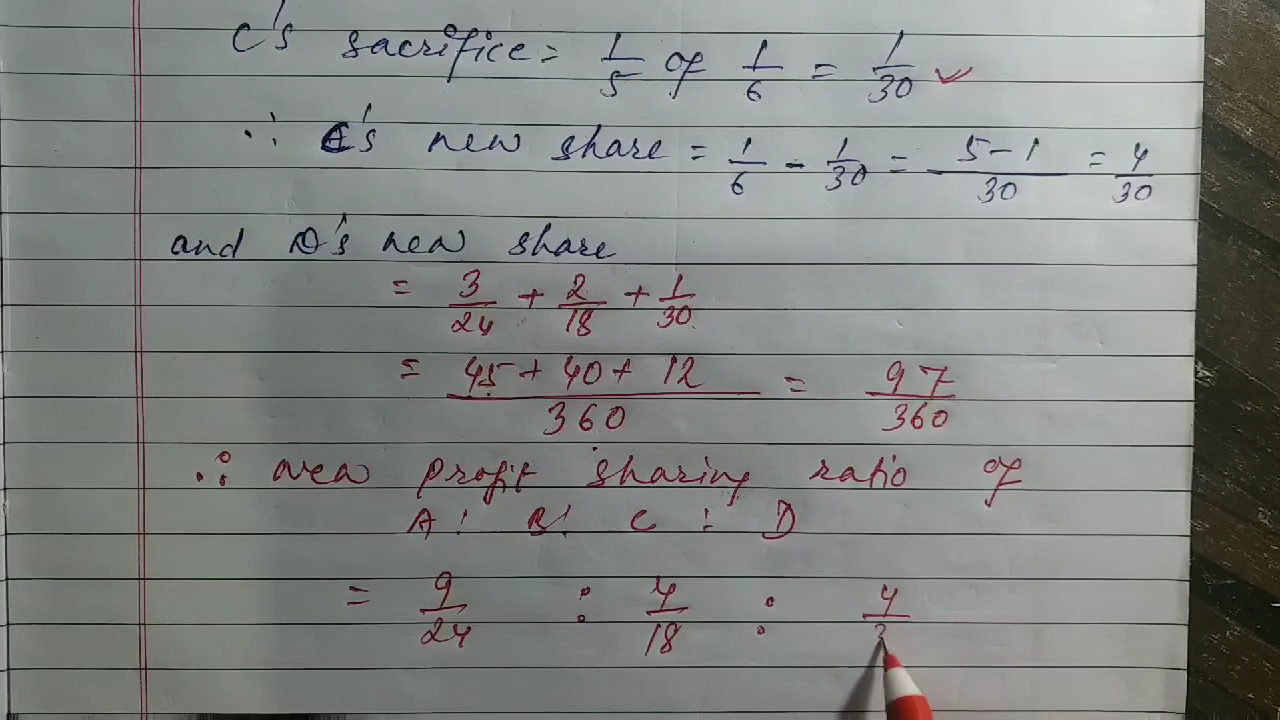 C's sacrifice = 1/5 of 1/6 = 1/30 ✓
∴ C's new share = 1/6 - 1/30 = 5-1/30 = 4/30
and D's new share
= 3/24 + 2/18 + 1/30
= 45+40+12/360 = 97/360
∴ new profit sharing ratio of
A : B : C : D
= 9/24 : 4/18 : 4/3